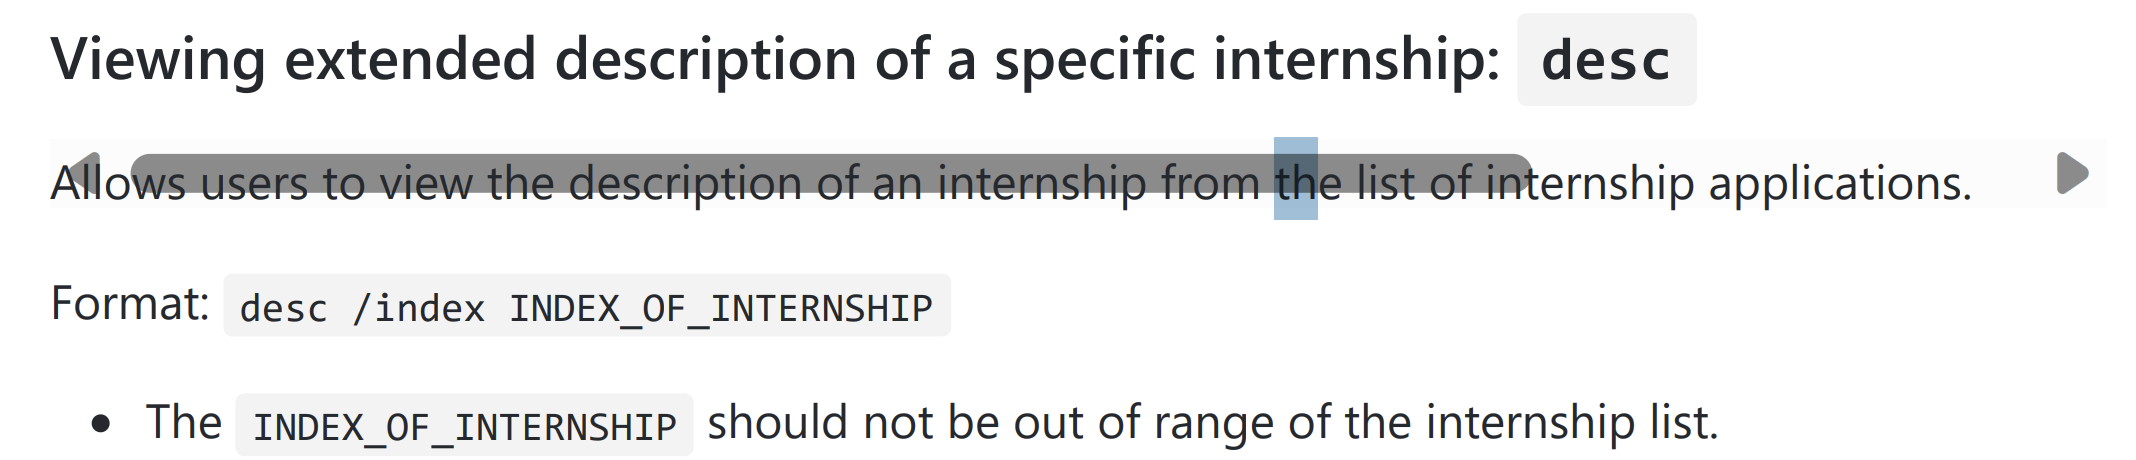 Viewing extended description of a specific internship: desc
Allows users to view the description of an internship from the list of internship applications.
Format: desc /index INDEX_OF_INTERNSHIP
• The INDEX_OF_INTERNSHIP should not be out of range of the internship list.